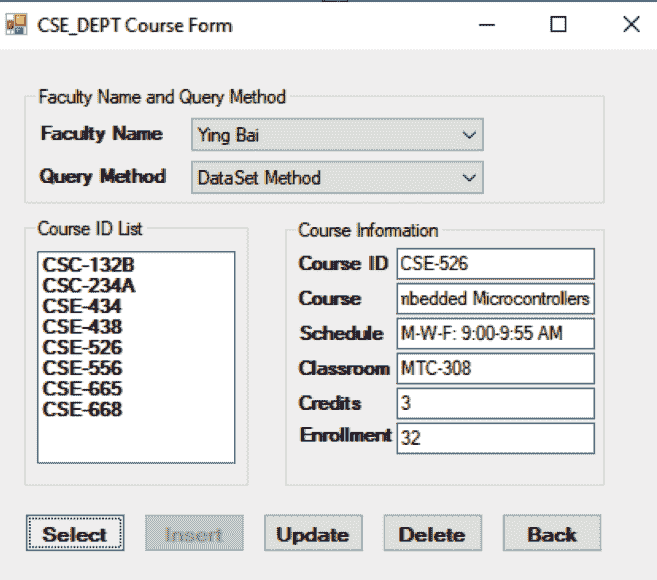 CSE_DEPT Course Form
Faculty Name and Query Method
Faculty Name Ying Bai
Query Method DataSet Method
Course ID List
CSC-132B
CSC-234A
CSE-434
CSE-438
CSE-526
CSE-556
CSE-665
CSE-668
Course Information
Course ID CSE-526
Course nbedded Microcontrollers
Schedule M-W-F: 9:00-9:55 AM
Classroom MTC-308
Credits 3
Enrollment 32
Select Insert Update Delete Back